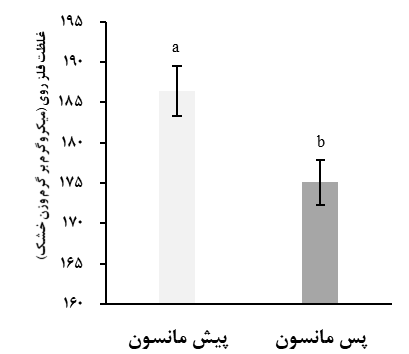 غلظت فلز روی (میکروگرم بر گرم وزن خشک)
۱۹۵
۱۹۰
۱۸۵
۱۸۰
۱۷۵
۱۷۰
۱۶۵
۱۶۰
a
b
پیش مانسون
پس مانسون